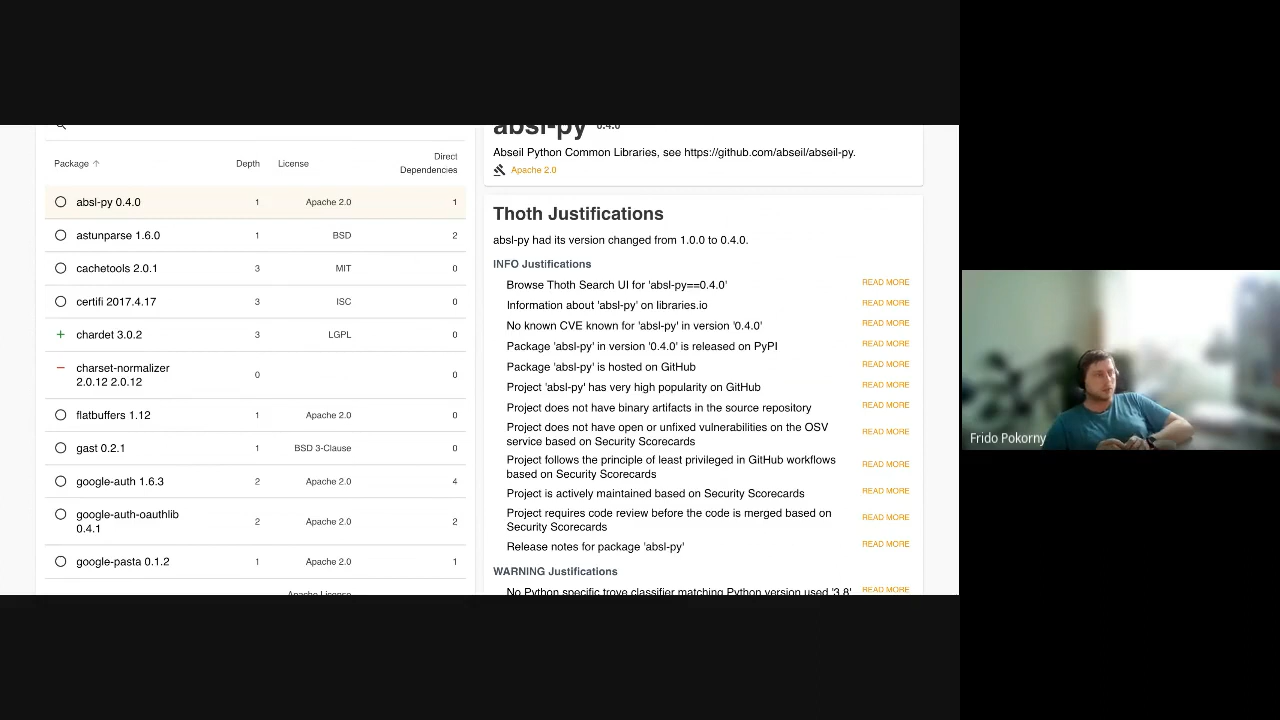 absl-py 0.4.0
Package ↑ Depth License Direct Dependencies
absl-py 0.4.0 1 Apache 2.0 1
astunparse 1.6.0 1 BSD 2
cachetools 2.0.1 3 MIT 0
certifi 2017.4.17 3 ISC 0
chardet 3.0.2 3 LGPL 0
charset-normalizer
2.0.12 2.0.12 0 0
flatbuffers 1.12 1 Apache 2.0 0
gast 0.2.1 1 BSD 3-Clause 0
google-auth 1.6.3 2 Apache 2.0 4
google-auth-oauthlib
0.4.1 2 Apache 2.0 2
google-pasta 0.1.2 1 Apache 2.0 1
Apache License
Abseil Python Common Libraries, see https://github.com/abseil/abseil-py.
Apache 2.0
Thoth Justifications
absl-py had its version changed from 1.0.0 to 0.4.0.
INFO Justifications
Browse Thoth Search UI for 'absl-py==0.4.0' READ MORE
Information about 'absl-py' on libraries.io READ MORE
No known CVE known for 'absl-py' in version '0.4.0' READ MORE
Package 'absl-py' in version '0.4.0' is released on PyPI READ MORE
Package 'absl-py' is hosted on GitHub READ MORE
Project 'absl-py' has very high popularity on GitHub READ MORE
Project does not have binary artifacts in the source repository READ MORE
Project does not have open or unfixed vulnerabilities on the OSV
service based on Security Scorecards READ MORE
Project follows the principle of least privileged in GitHub workflows
based on Security Scorecards READ MORE
Project is actively maintained based on Security Scorecards READ MORE
Project requires code review before the code is merged based on
Security Scorecards READ MORE
Release notes for package 'absl-py' READ MORE
WARNING Justifications
No Python specific trove classifier matching Python version used '3.8' READ MORE
Frido Pokorny